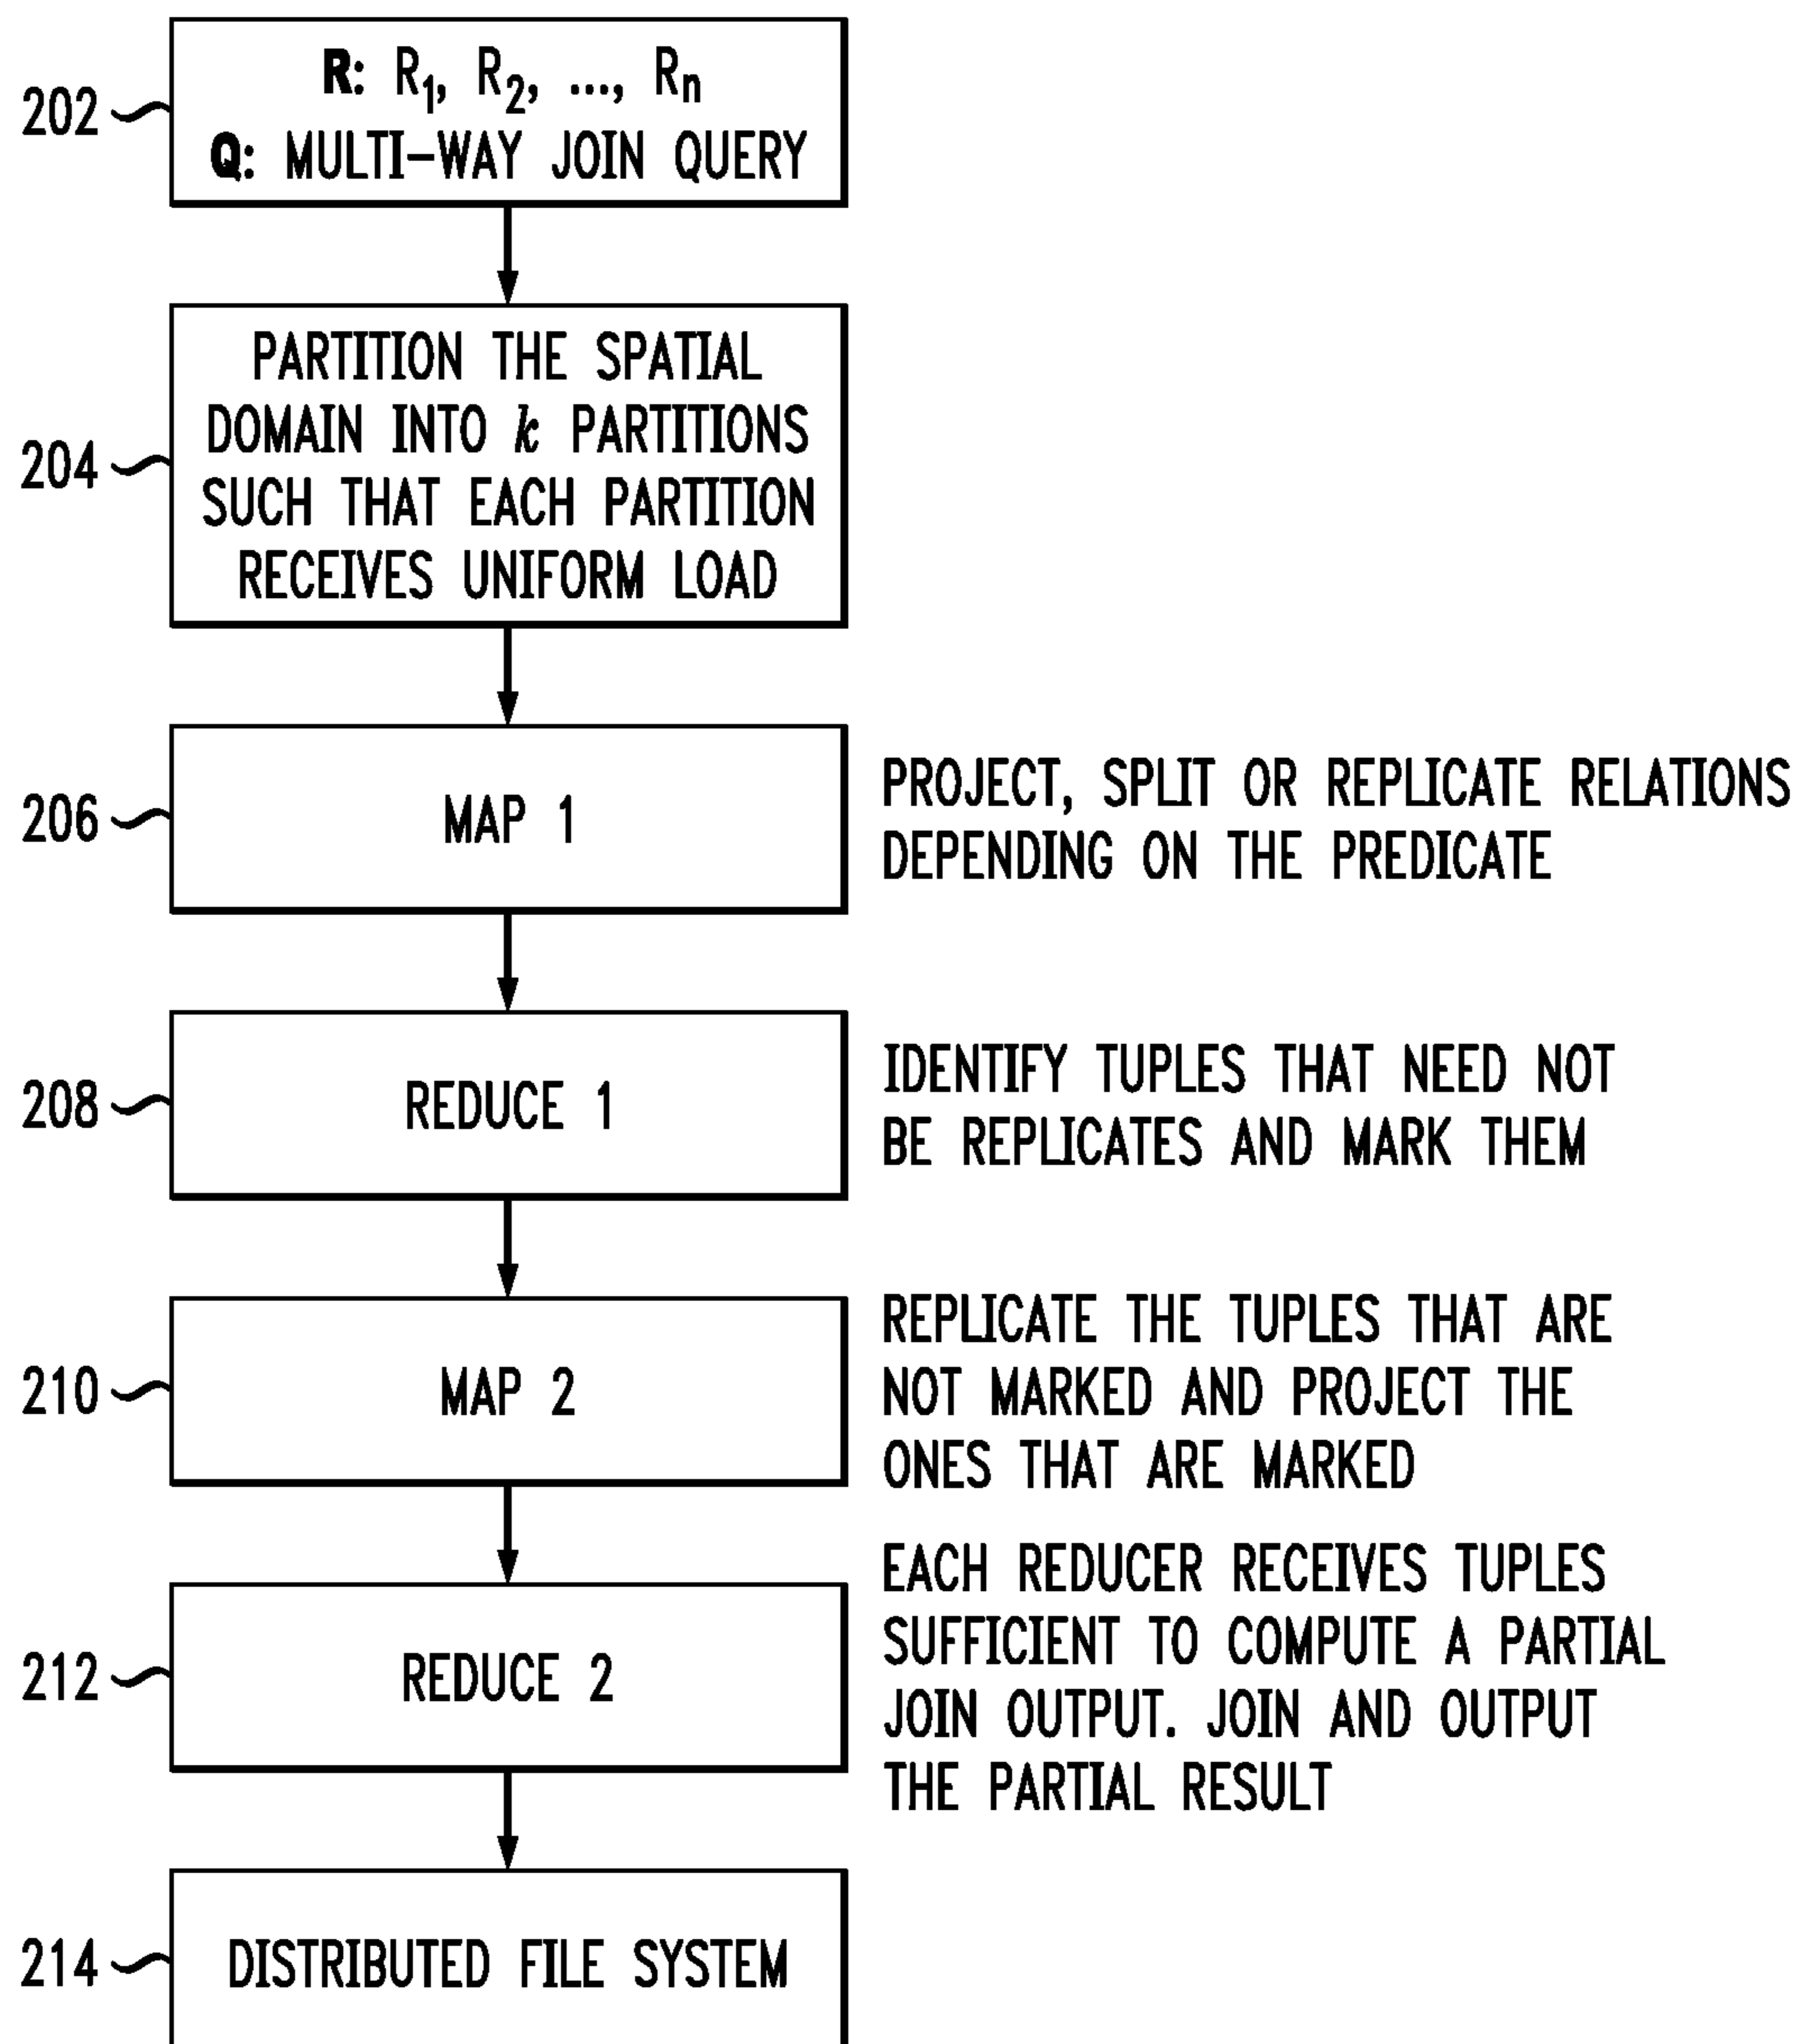 202
R: R1, R2, ..., Rn
Q: MULTI-WAY JOIN QUERY
204
PARTITION THE SPATIAL
DOMAIN INTO k PARTITIONS
SUCH THAT EACH PARTITION
RECEIVES UNIFORM LOAD
206
MAP 1
PROJECT, SPLIT OR REPLICATE RELATIONS
DEPENDING ON THE PREDICATE
208
REDUCE 1
IDENTIFY TUPLES THAT NEED NOT
BE REPLICATES AND MARK THEM
210
MAP 2
REPLICATE THE TUPLES THAT ARE
NOT MARKED AND PROJECT THE
ONES THAT ARE MARKED
212
REDUCE 2
EACH REDUCER RECEIVES TUPLES
SUFFICIENT TO COMPUTE A PARTIAL
JOIN OUTPUT. JOIN AND OUTPUT
THE PARTIAL RESULT
214
DISTRIBUTED FILE SYSTEM